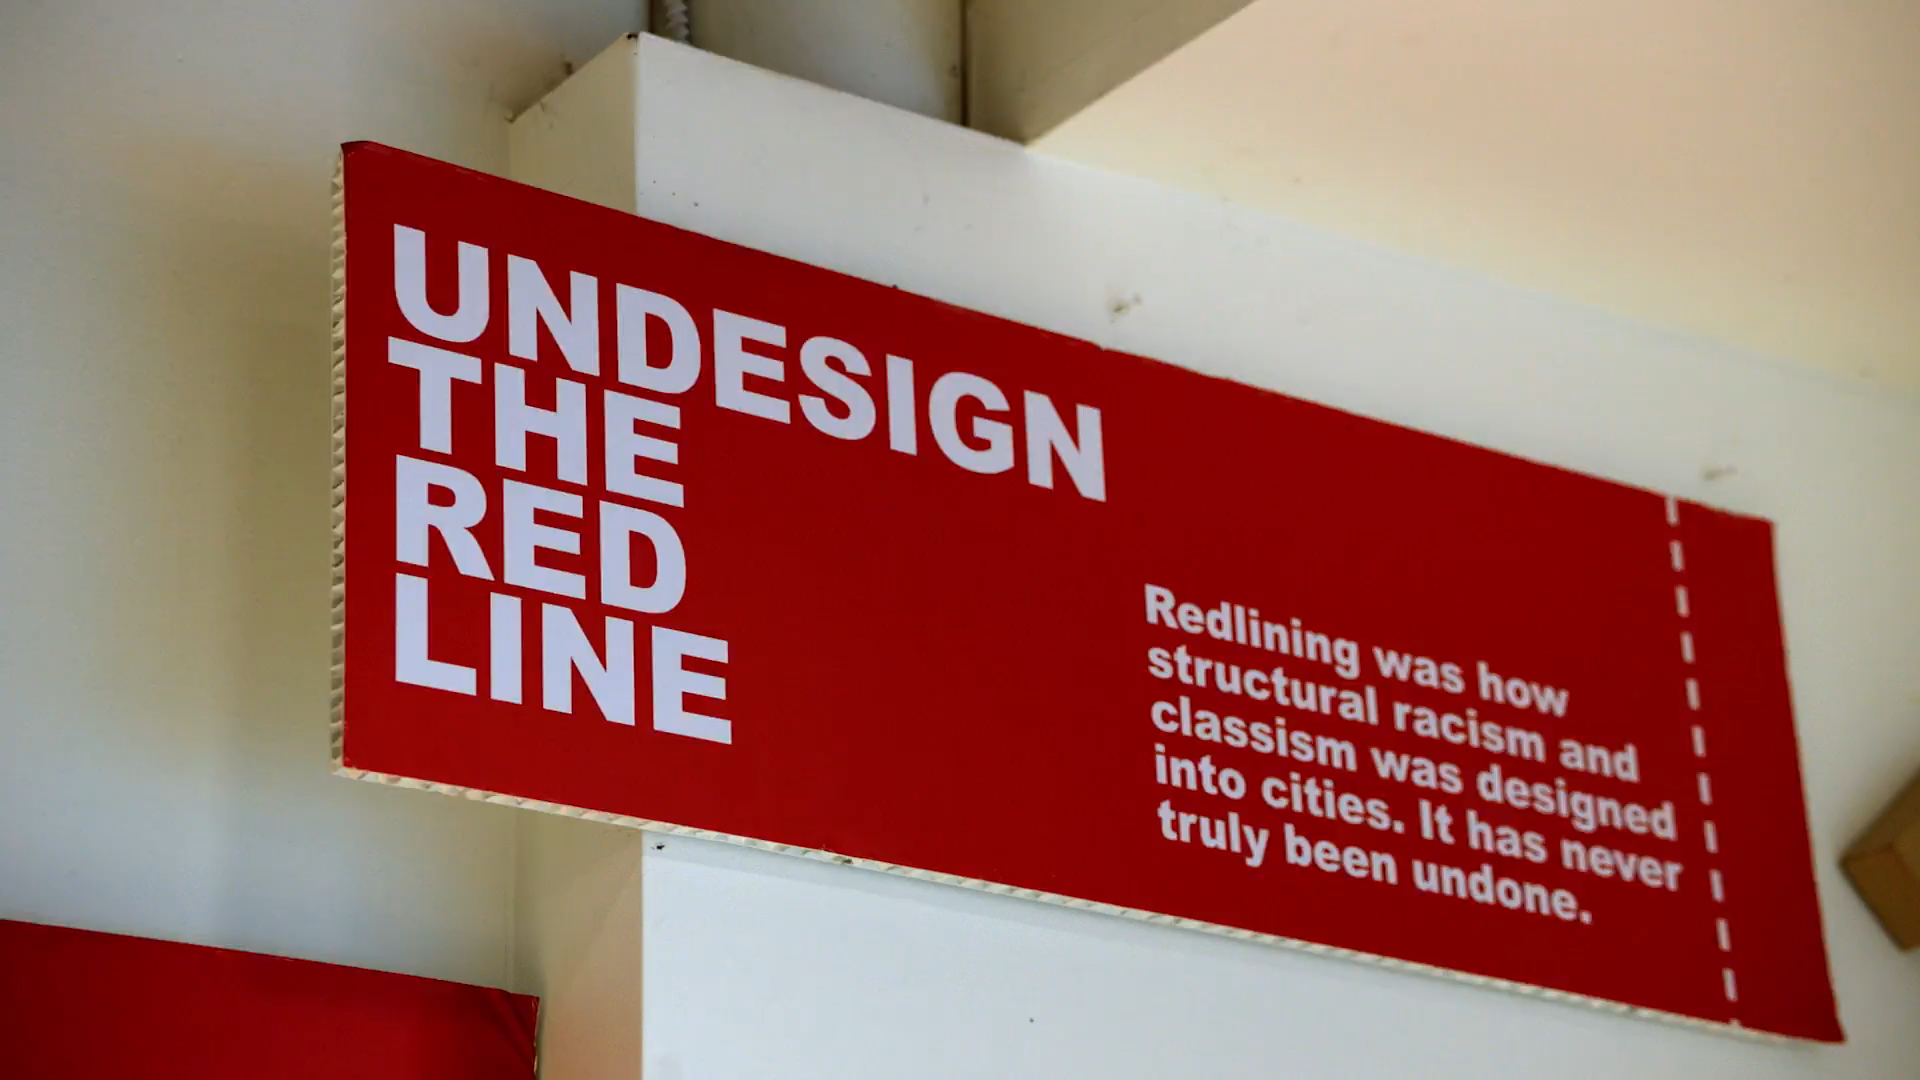 UNDESIGN
THE
RED
LINE
Redlining was how
structural racism and
classism was designed
into cities. It has never
truly been undone.